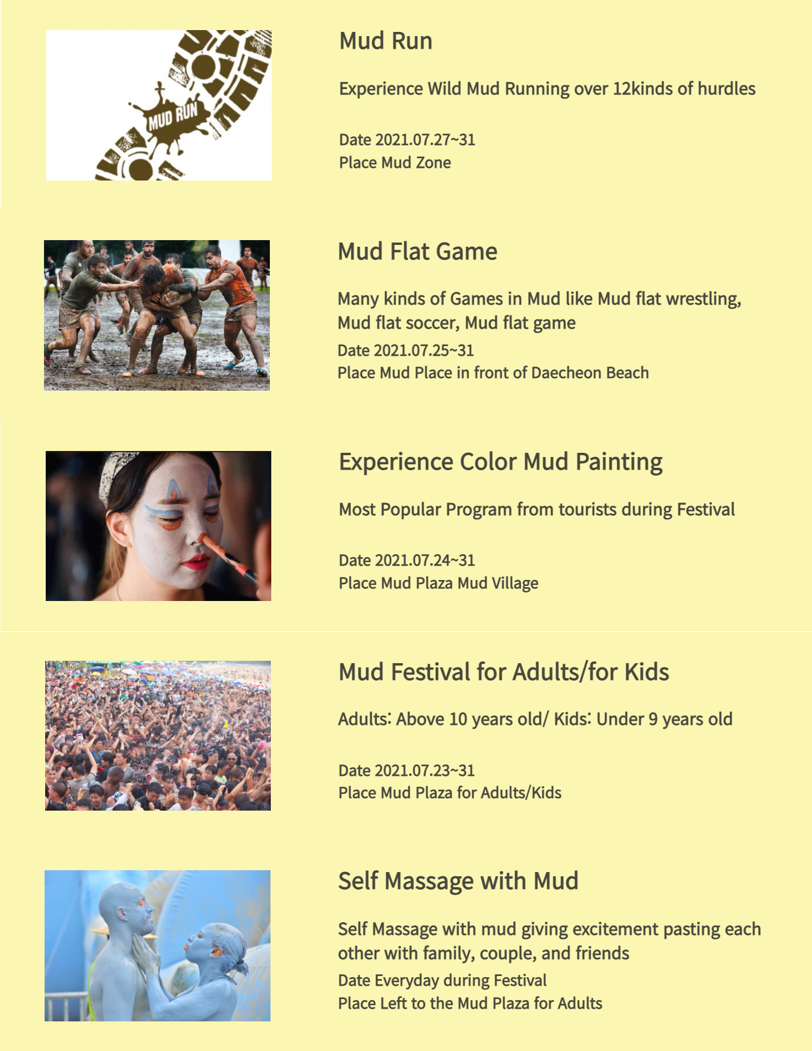 MUD RUN
Mud Run
Experience Wild Mud Running over 12kinds of hurdles
Date 2021.07.27~31
Place Mud Zone
Mud Flat Game
Many kinds of Games in Mud like Mud flat wrestling,
Mud flat soccer, Mud flat game
Date 2021.07.25~31
Place Mud Place in front of Daecheon Beach
Experience Color Mud Painting
Most Popular Program from tourists during Festival
Date 2021.07.24~31
Place Mud Plaza Mud Village
Mud Festival for Adults/for Kids
Adults: Above 10 years old/ Kids: Under 9 years old
Date 2021.07.23~31
Place Mud Plaza for Adults/Kids
Self Massage with Mud
Self Massage with mud giving excitement pasting each
other with family, couple, and friends
Date Everyday during Festival
Place Left to the Mud Plaza for Adults